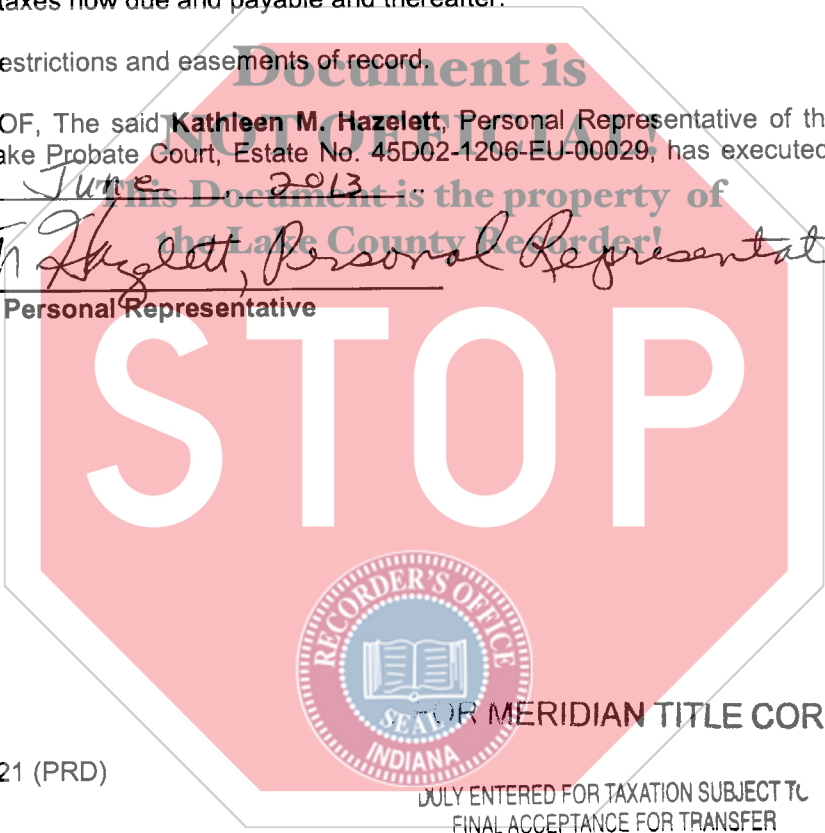 taxes now due and payable and thereafter.
estrictions and easements of record.
Document is
OF, The said Kathleen M. Hazelett, Personal Representative of th
NOT OFFICIAL!
ake Probate Court, Estate No. 45D02-1206-EU-00029, has executed
June, 2013
This Document is the property of
the Lake County Recorder!
Hazelett, Personal Representat
Personal Representative
STOP
RECORDER'S OFFICE
SEAL
INDIANA
OR MERIDIAN TITLE COR
21 (PRD)
DULY ENTERED FOR TAXATION SUBJECT TO
FINAL ACCEPTANCE FOR TRANSFER